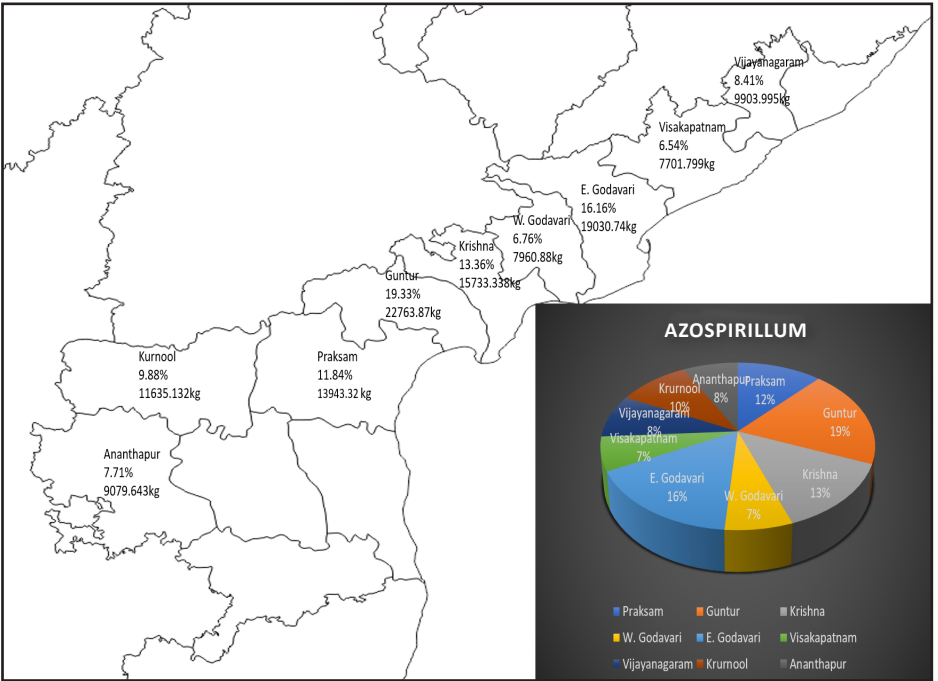 Vijayanagaram
8.41%
9903.995kg
Visakapatnam
6.54%
7701.799kg
E. Godavari
16.16%
19030.74kg
W. Godavari
6.76%
7960.88kg
Krishna
13.36%
15733.338kg
Guntur
19.33%
22763.87kg
Kurnool
9.88%
11635.132kg
Praksam
11.84%
13943.32 kg
Ananthapur
7.71%
9079.643kg
AZOSPIRILLUM
Ananthapur
8%
Praksam
12%
Krurnool
10%
Guntur
19%
Vijayanagaram
8%
Visakapatnam
7%
E. Godavari
16%
W. Godavari
7%
Krishna
13%
Praksam Guntur Krishna
W. Godavari E. Godavari Visakapatnam
Vijayanagaram Krurnool Ananthapur